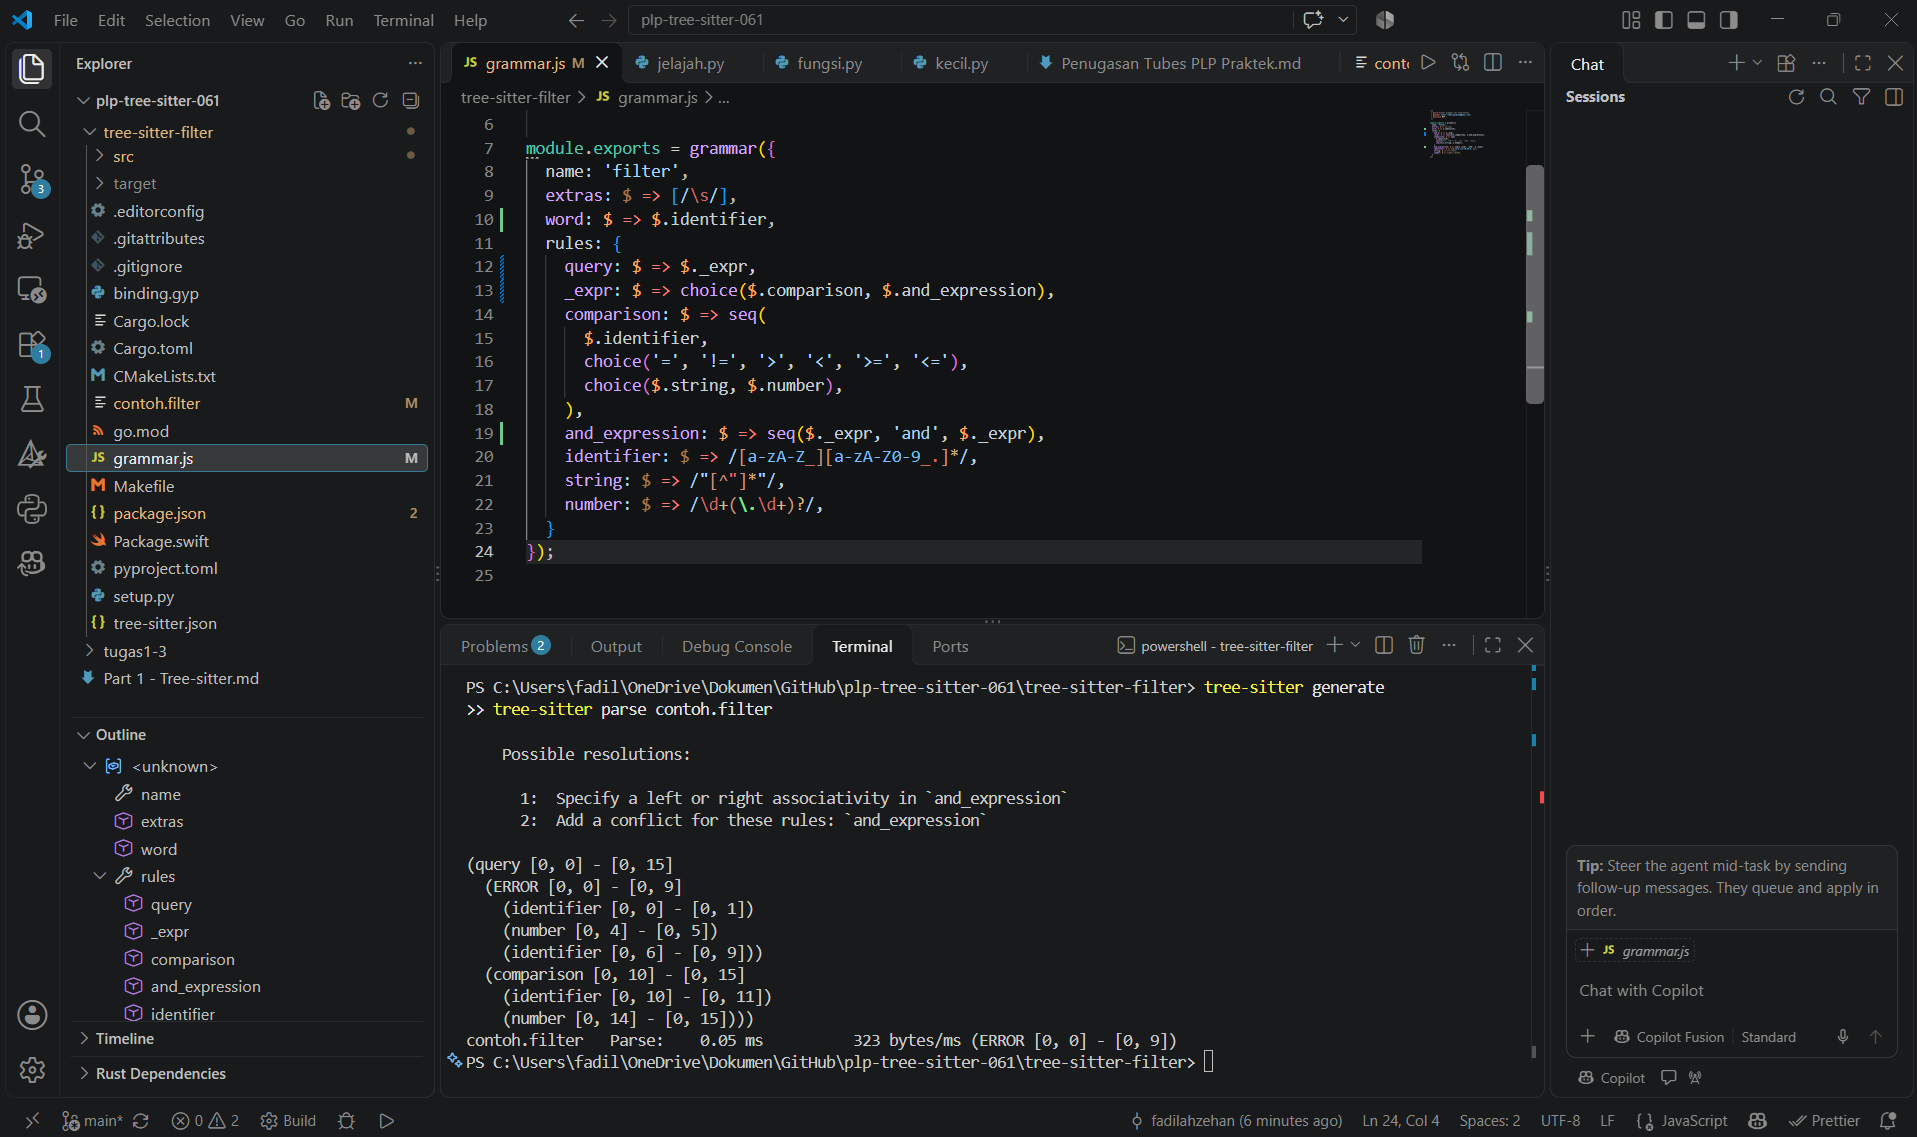 File Edit Selection View Go Run Terminal Help
plp-tree-sitter-061
Explorer
plp-tree-sitter-061
tree-sitter-filter
src
target
.editorconfig
.gitattributes
.gitignore
binding.gyp
Cargo.lock
Cargo.toml
CMakeLists.txt
contoh.filter M
go.mod
JS grammar.js M
Makefile
{} package.json 2
Package.swift
pyproject.toml
setup.py
{} tree-sitter.json
tugas1-3
Part 1 - Tree-sitter.md
Outline
<unknown>
name
extras
word
rules
query
_expr
comparison
and_expression
identifier
Timeline
Rust Dependencies
3
1
JS grammar.js M
jelajah.py
fungsi.py
kecil.py
Penugasan Tubes PLP Praktek.md
conto
tree-sitter-filter > JS grammar.js > ...
6
7 module.exports = grammar({
8 name: 'filter',
9 extras: $ => [/\s/],
10 word: $ => $.identifier,
11 rules: {
12 query: $ => $._expr,
13 _expr: $ => choice($.comparison, $.and_expression),
14 comparison: $ => seq(
15 $.identifier,
16 choice('=', '!=', '>', '<', '>=', '<='),
17 choice($.string, $.number),
18 ),
19 and_expression: $ => seq($._expr, 'and', $._expr),
20 identifier: $ => /[a-zA-Z_][a-zA-Z0-9_.]*/,
21 string: $ => /"[^"]*"/,
22 number: $ => /\d+(\.\d+)?/,
23 }
24 });
25
Problems 2 Output Debug Console Terminal Ports
powershell - tree-sitter-filter
PS C:\Users\fadil\OneDrive\Dokumen\GitHub\plp-tree-sitter-061\tree-sitter-filter> tree-sitter generate
>> tree-sitter parse contoh.filter
Possible resolutions:
1: Specify a left or right associativity in `and_expression`
2: Add a conflict for these rules: `and_expression`
(query [0, 0] - [0, 15]
(ERROR [0, 0] - [0, 9]
(identifier [0, 0] - [0, 1])
(number [0, 4] - [0, 5])
(identifier [0, 6] - [0, 9]))
(comparison [0, 10] - [0, 15]
(identifier [0, 10] - [0, 11])
(number [0, 14] - [0, 15])))
contoh.filter Parse: 0.05 ms 323 bytes/ms (ERROR [0, 0] - [0, 9])
PS C:\Users\fadil\OneDrive\Dokumen\GitHub\plp-tree-sitter-061\tree-sitter-filter>
Chat
Sessions
Tip: Steer the agent mid-task by sending
follow-up messages. They queue and apply in
order.
JS grammar.js
Chat with Copilot
Copilot Fusion Standard
Copilot
main* 0 2 Build
fadilahzehan (6 minutes ago) Ln 24, Col 4 Spaces: 2 UTF-8 LF {} JavaScript Prettier